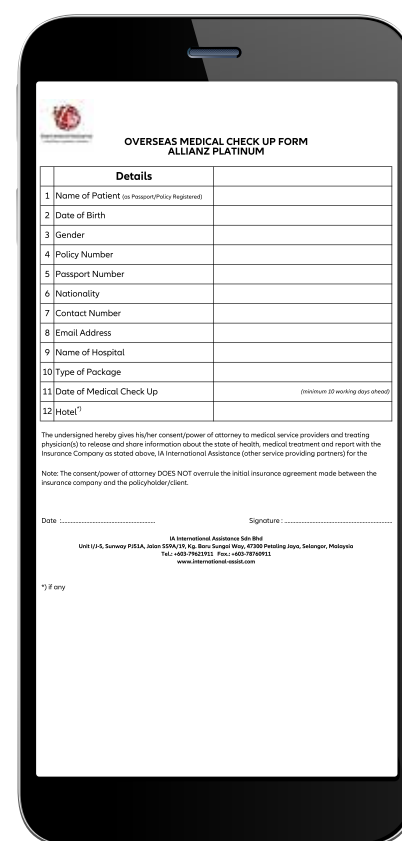 OVERSEAS MEDICAL CHECK UP FORM
ALLIANZ PLATINUM
Details
1 Name of Patient (as Passport/Policy Registered)
2 Date of Birth
3 Gender
4 Policy Number
5 Passport Number
6 Nationality
7 Contact Number
8 Email Address
9 Name of Hospital
10 Type of Package
11 Date of Medical Check Up (minimum 10 working days ahead)
12 Hotel*)
The undersigned hereby gives his/her consent/power of attorney to medical service providers and treating
physician(s) to release and share information about the state of health, medical treatment and report with the
Insurance Company as stated above, IA International Assistance (other service providing partners) for the
Note: The consent/power of attorney DOES NOT overrule the initial insurance agreement made between the
insurance company and the policyholder/client.
Date :................................................ Signature : ................................................
IA International Assistance Sdn Bhd
Unit I/J-5, Sunway PJ51A, Jalan SS9A/19, Kg. Baru Sungai Way, 47300 Petaling Jaya, Selangor, Malaysia
Tel.: +603-79621911 Fax.: +603-78760911
www.international-assist.com
*) if any